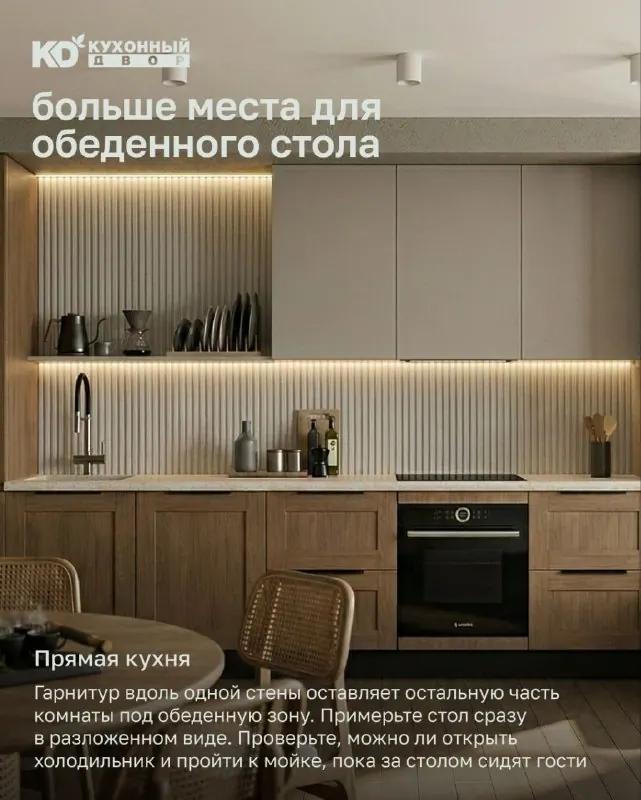 KD КУХОННЫЙ
ДВОР
больше места для
обеденного стола
Прямая кухня
Гарнитур вдоль одной стены оставляет остальную часть
комнаты под обеденную зону. Примерьте стол сразу
в разложенном виде. Проверьте, можно ли открыть
холодильник и пройти к мойке, пока за столом сидят гости